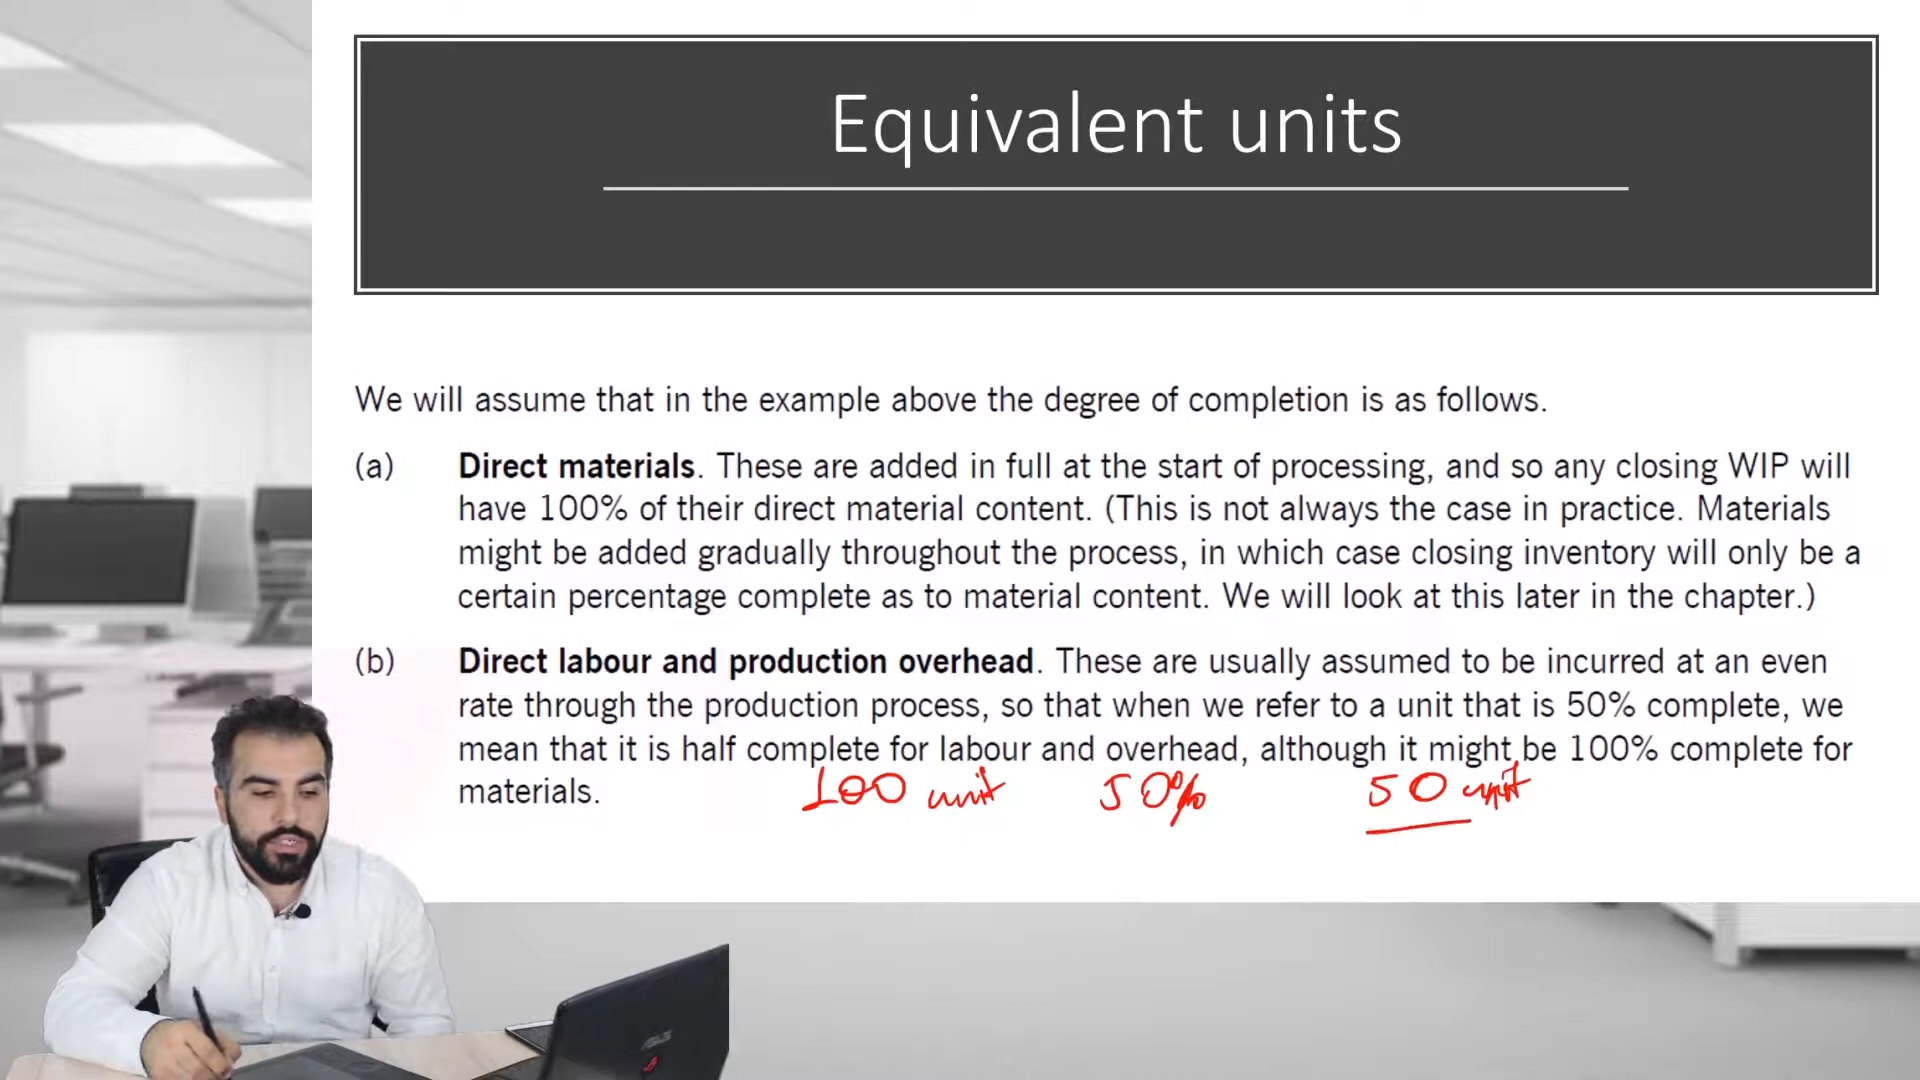 Equivalent units
We will assume that in the example above the degree of completion is as follows.
(a) Direct materials. These are added in full at the start of processing, and so any closing WIP will
have 100% of their direct material content. (This is not always the case in practice. Materials
might be added gradually throughout the process, in which case closing inventory will only be a
certain percentage complete as to material content. We will look at this later in the chapter.)
(b) Direct labour and production overhead. These are usually assumed to be incurred at an even
rate through the production process, so that when we refer to a unit that is 50% complete, we
mean that it is half complete for labour and overhead, although it might be 100% complete for
materials.
100 unit 50% 50 unit
ASUS